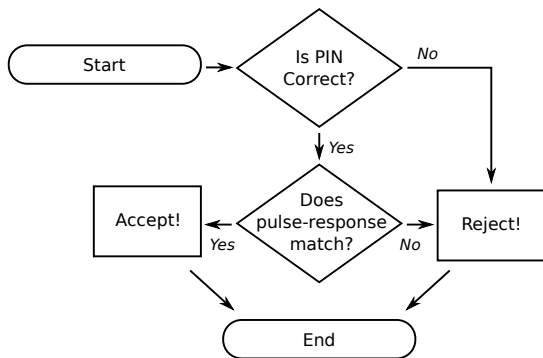 Start
Is PIN
Correct?
No
Yes
Does
pulse-response
match?
Accept!
Yes
No
Reject!
End